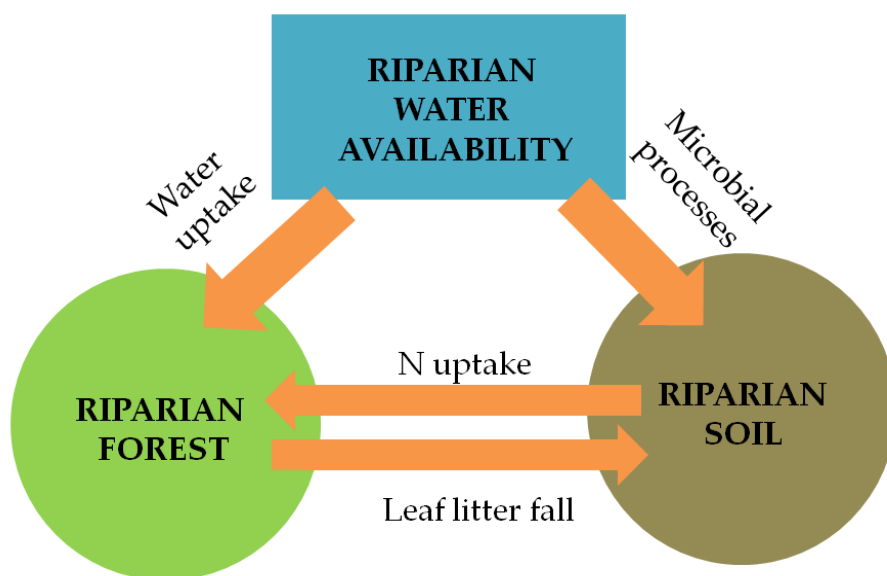 RIPARIAN
WATER
AVAILABILITY
Water
uptake
Microbial
processes
N uptake
RIPARIAN
FOREST
RIPARIAN
SOIL
Leaf litter fall